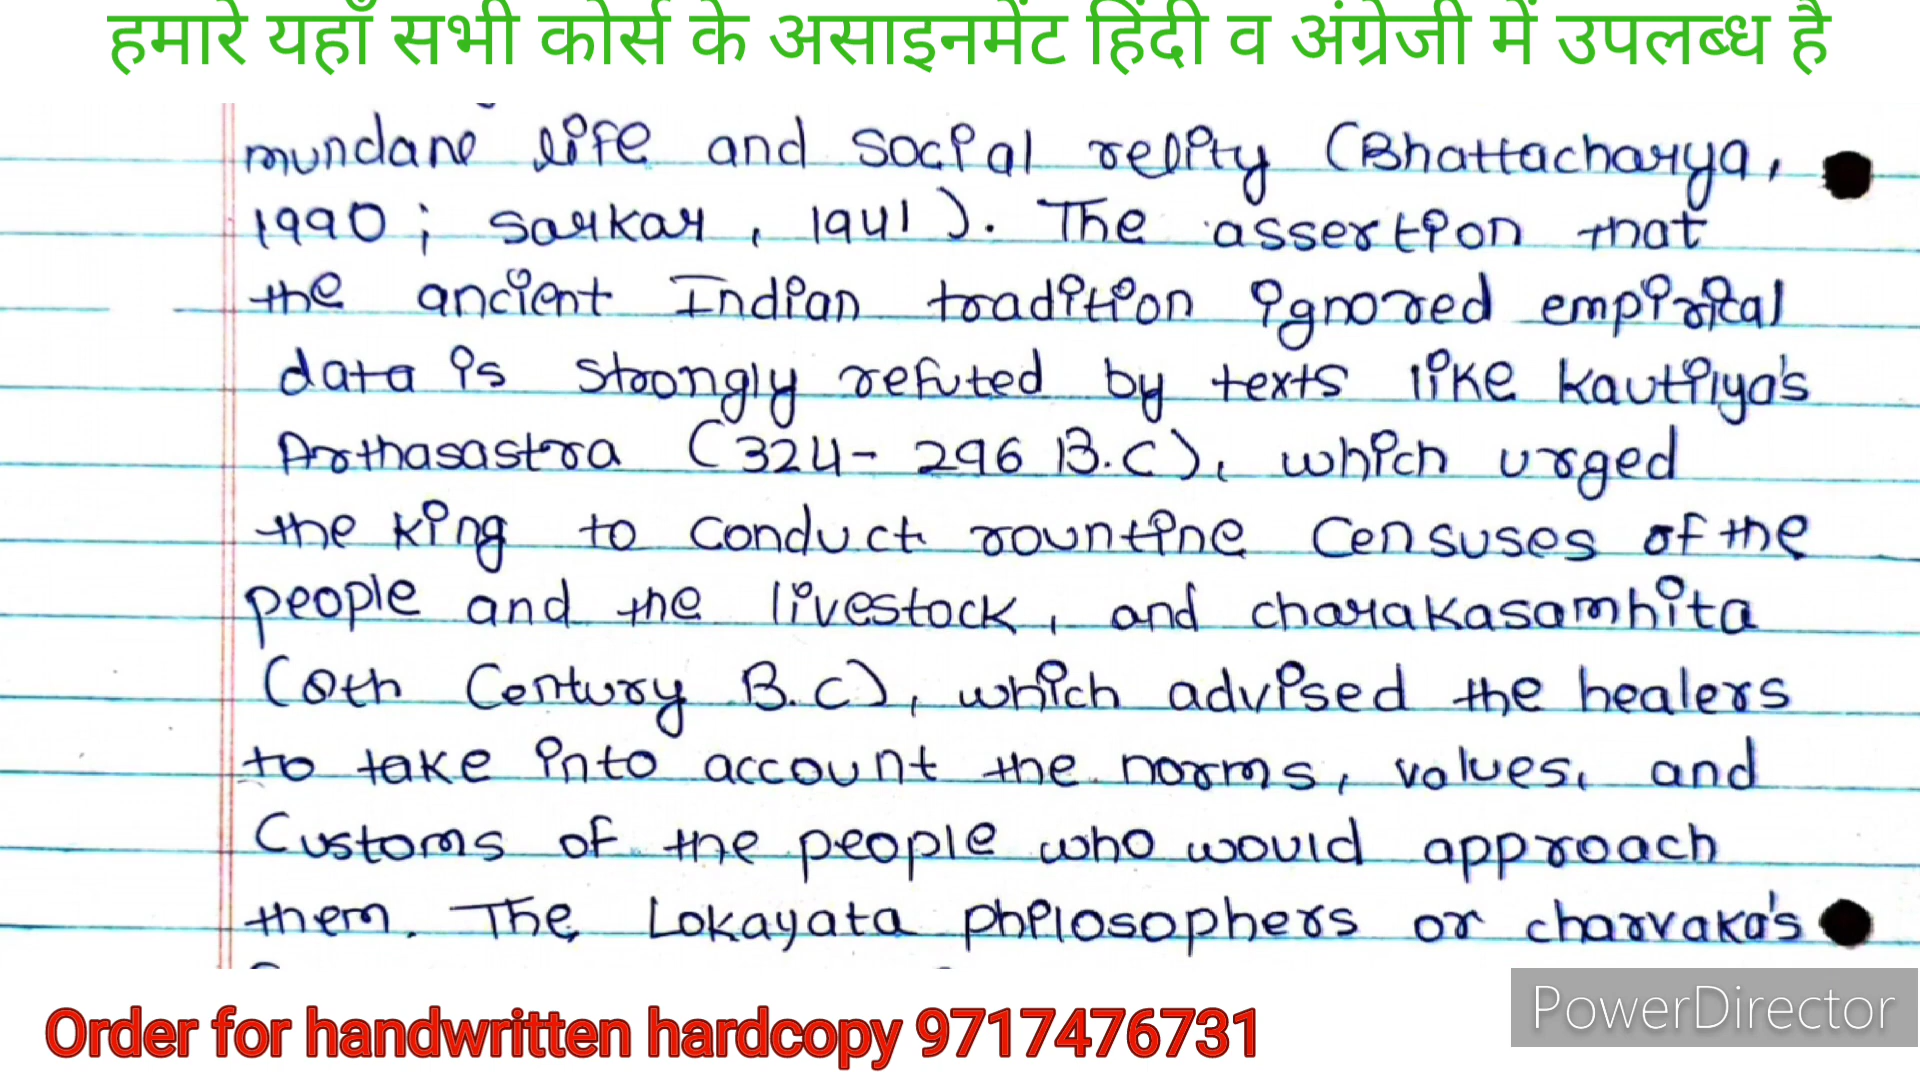 हमारे यहाँ सभी कोर्स के असाइनमेंट हिंदी व अंग्रेजी में उपलब्ध है
mundane life and social relity (Bhattacharya,
1990; Sarkar, 1941). The assertion that
the ancient Indian tradition ignored empirical
data is strongly refuted by texts like Kautilya's
Arthasastra (324-296 B.C), which urged
the king to conduct rountine censuses of the
people and the livestock, and charakasamhita
Century B.C), which advised the healers
to take into account the norms, values, and
Customs of the people who would approach
them. The Lokayata philosophers or charvaka's
Order for handwritten hardcopy 9717476731
PowerDirector